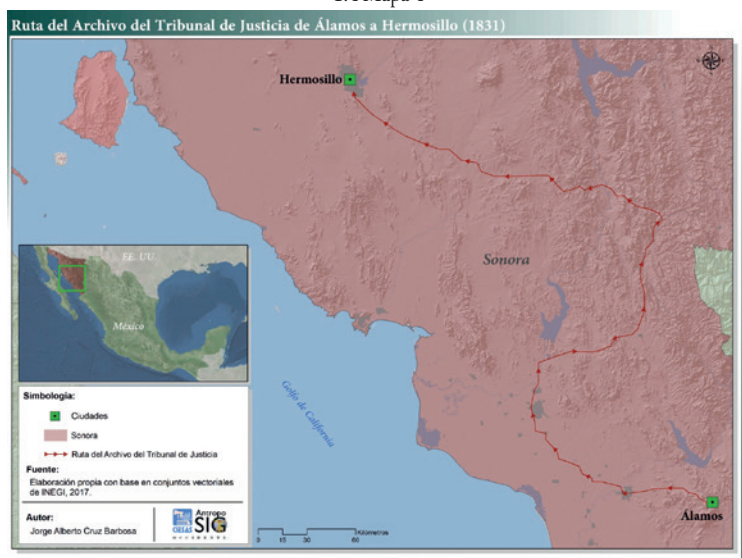 Ruta del Archivo del Tribunal de Justicia de Álamos a Hermosillo (1831)
Hermosillo
Sonora
EE. UU.
México
Golfo de California
Simbología:
Ciudades
Sonora
Ruta del Archivo del Tribunal de Justicia
Fuente:
Elaboración propia con base en conjuntos vectoriales
de INEGI, 2017.
Autor:
Jorge Alberto Cruz Barbosa
Antropo
SIG
0 15 30 60
Kilómetros
Álamos